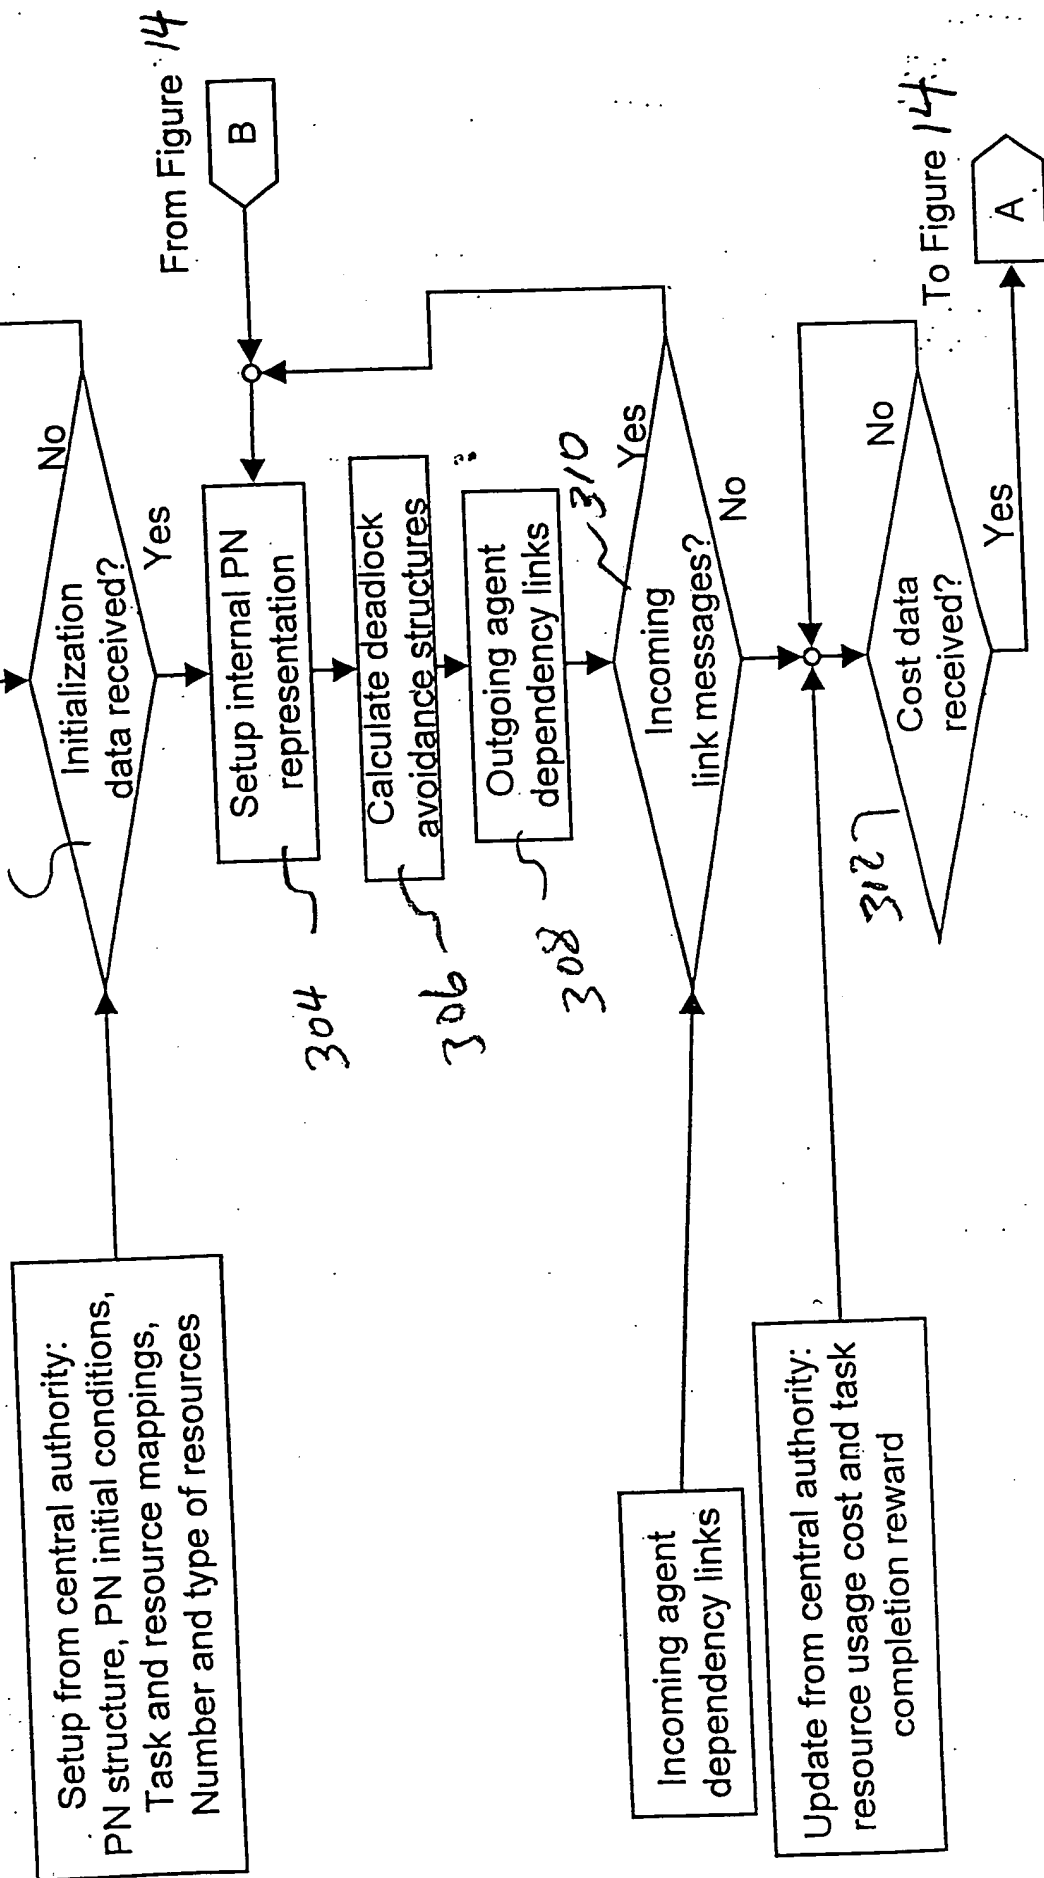 Setup from central authority:
PN structure, PN initial conditions,
Task and resource mappings,
Number and type of resources
Initialization
data received?
No
Yes
From Figure 14
B
Setup internal PN
representation
304
Calculate deadlock
avoidance structures
306
Outgoing agent
dependency links
308
Incoming agent
dependency links
Incoming
link messages?
310
Yes
No
Update from central authority:
resource usage cost and task
completion reward
Cost data
received?
312
No
Yes
To Figure 14
A